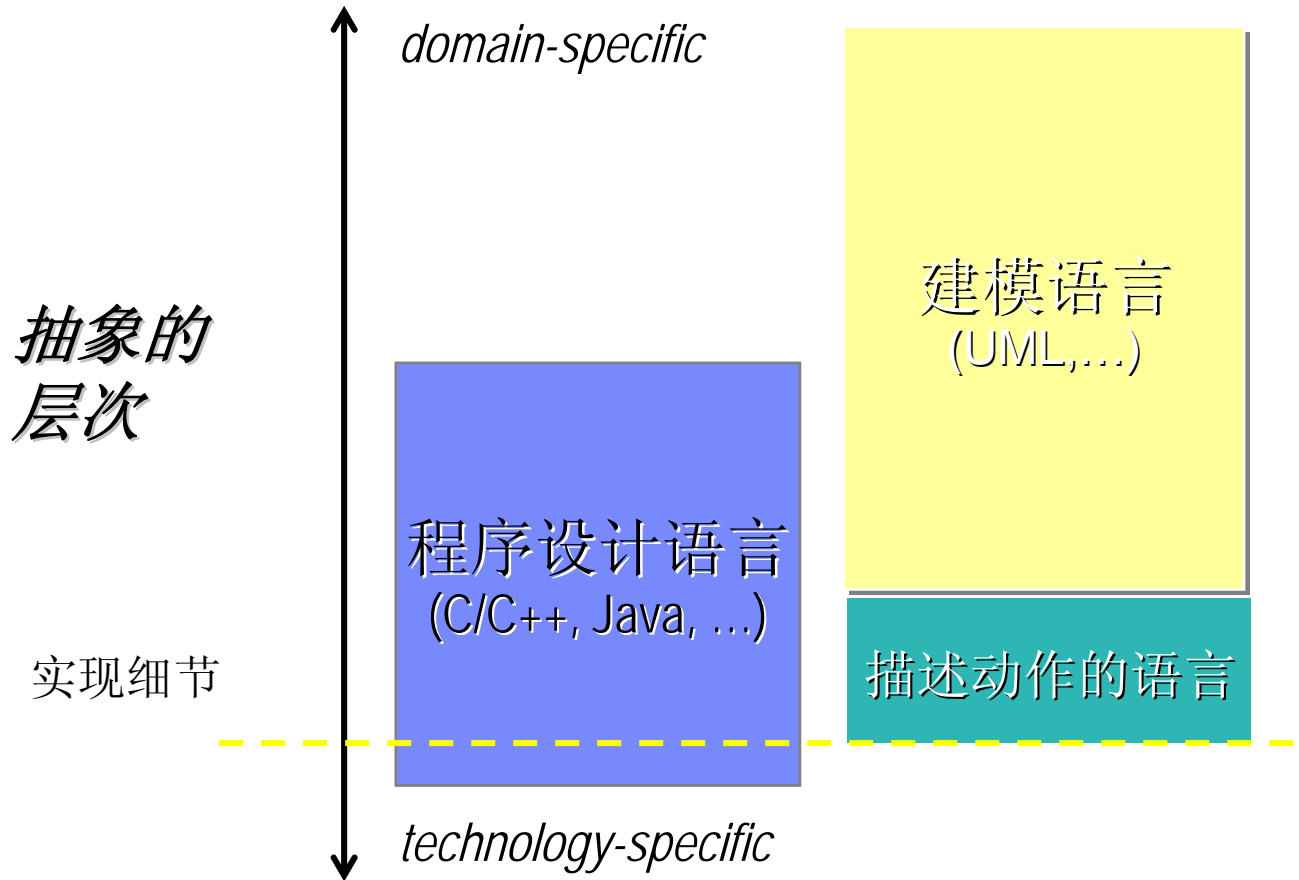 domain-specific
建模语言
(UML,…)
抽象的
层次
程序设计语言
(C/C++, Java, …)
实现细节
描述动作的语言
technology-specific